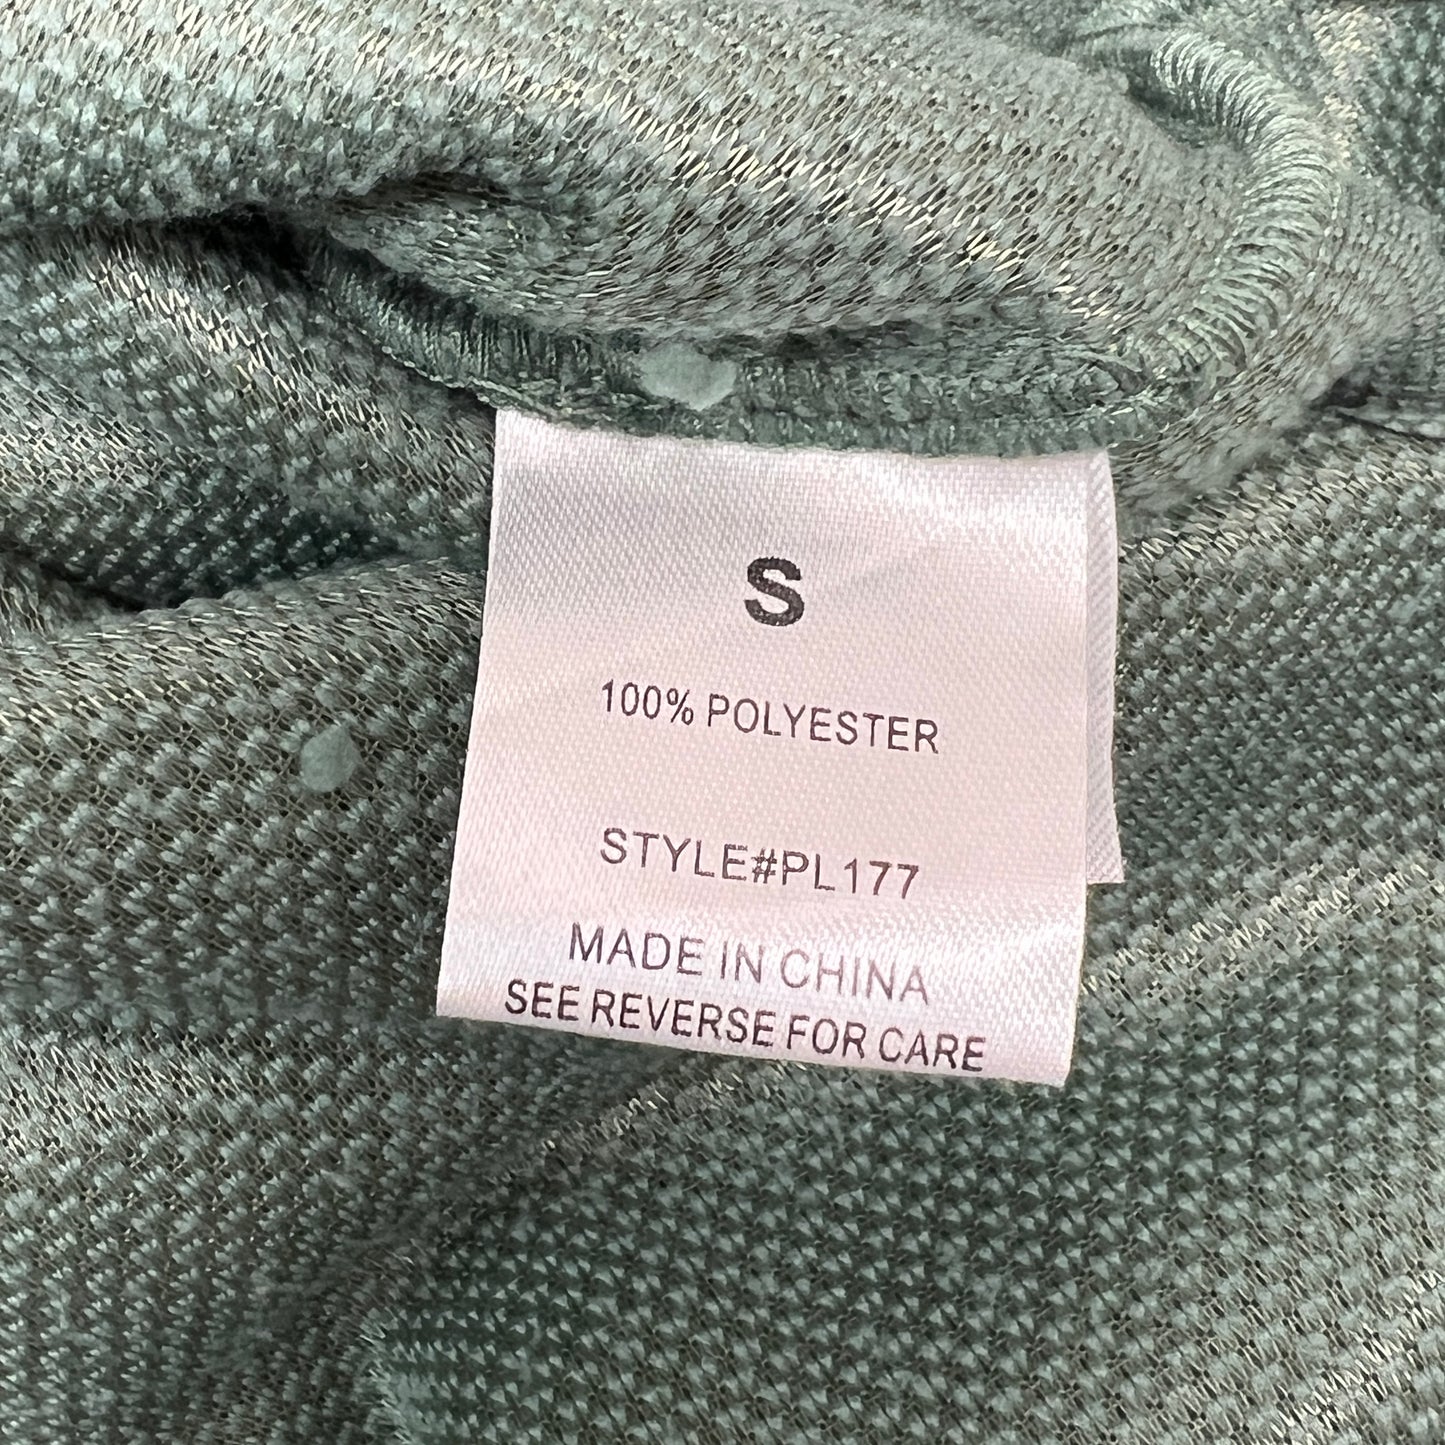 S
100% POLYESTER
STYLE#PL177
MADE IN CHINA
SEE REVERSE FOR CARE